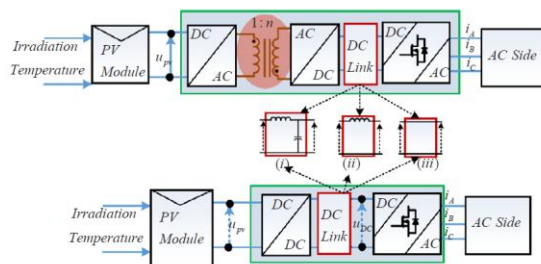 1:n
Irradiation
Temperature
PV
Module
u_pv
DC
AC
AC
DC
DC
Link
DC
AC
i_A
i_B
i_C
AC Side
(i)
(ii)
(iii)
Irradiation
Temperature
PV
Module
u_pv
DC
DC
DC
Link
u_DC
DC
AC
i_A
i_B
i_C
AC Side